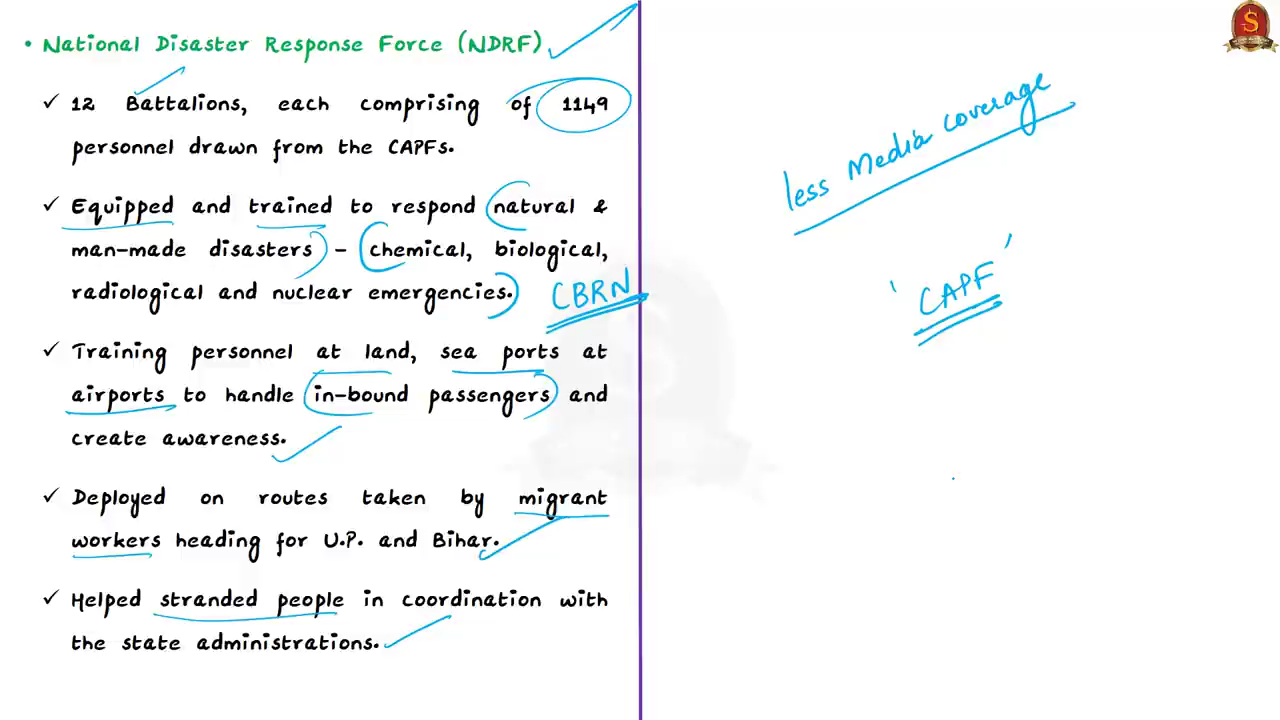 • National Disaster Response Force (NDRF)
✓ 12 Battalions, each comprising of 1149
personnel drawn from the CAPFs.
✓ Equipped and trained to respond natural &
man-made disasters - chemical, biological,
radiological and nuclear emergencies.
CBRN
✓ Training personnel at land, sea ports at
airports to handle in-bound passengers and
create awareness.
✓ Deployed on routes taken by migrant
workers heading for U.P. and Bihar.
✓ Helped stranded people in coordination with
the state administrations.
less Media coverage
'CAPF'
S